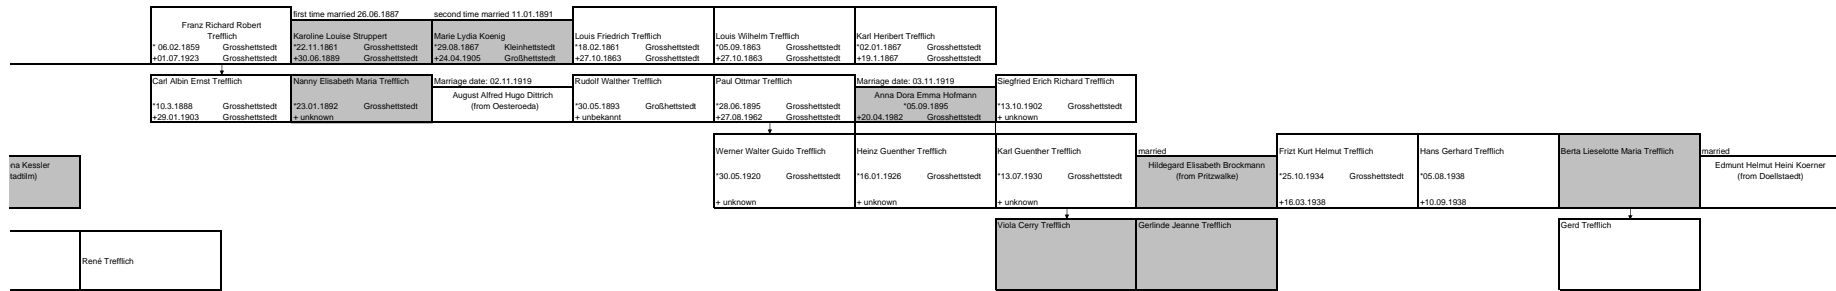 first time married 26.06.1887 second time married 11.01.1891
Franz Richard Robert
Trefflich
* 06.02.1859 Grosshettstedt
+01.07.1923 Grosshettstedt
Karoline Louise Struppert
*22.11.1861 Grosshettstedt
+30.06.1889 Grosshettstedt
Marie Lydia Koenig
*29.08.1867 Kleinhettstedt
+24.04.1905 Großhettstedt
Louis Friedrich Trefflich
*18.02.1861 Grosshettstedt
+27.10.1863 Grosshettstedt
Louis Wilhelm Trefflich
*05.09.1863 Grosshettstedt
+27.10.1863 Grosshettstedt
Karl Heribert Trefflich
*02.01.1867 Grosshettstedt
+19.1.1867 Grosshettstedt
Carl Albin Ernst Trefflich
*10.3.1888 Grosshettstedt
+29.01.1903 Grosshettstedt
Nanny Elisabeth Maria Trefflich
*23.01.1892 Grosshettstedt
+ unknown
Marriage date: 02.11.1919
August Alfred Hugo Dittrich
(from Oesteroeda)
Rudolf Walther Trefflich
*30.05.1893 Großhettstedt
+ unbekannt
Paul Ottmar Trefflich
*28.06.1895 Grosshettstedt
+27.08.1962 Grosshettstedt
Marriage date: 03.11.1919
Anna Dora Emma Hofmann
*05.09.1895
+20.04.1982 Grosshettstedt
Siegfried Erich Richard Trefflich
*13.10.1902 Grosshettstedt
+ unknown
na Kessler
tadtilm)
Werner Walter Guido Trefflich
*30.05.1920 Grosshettstedt
+ unknown
Heinz Guenther Trefflich
*16.01.1926 Grosshettstedt
+ unknown
Karl Guenther Trefflich
*13.07.1930 Grosshettstedt
+ unknown
married
Hildegard Elisabeth Brockmann
(from Pritzwalke)
Frizt Kurt Helmut Trefflich
*25.10.1934 Grosshettstedt
+16.03.1938
Hans Gerhard Trefflich
*05.08.1938
+10.09.1938
Berta Lieselotte Maria Trefflich
married
Edmunt Helmut Heini Koerner
(from Doellstaedt)
Viola Cerry Trefflich
Gerlinde Jeanne Trefflich
Gerd Trefflich
René Trefflich